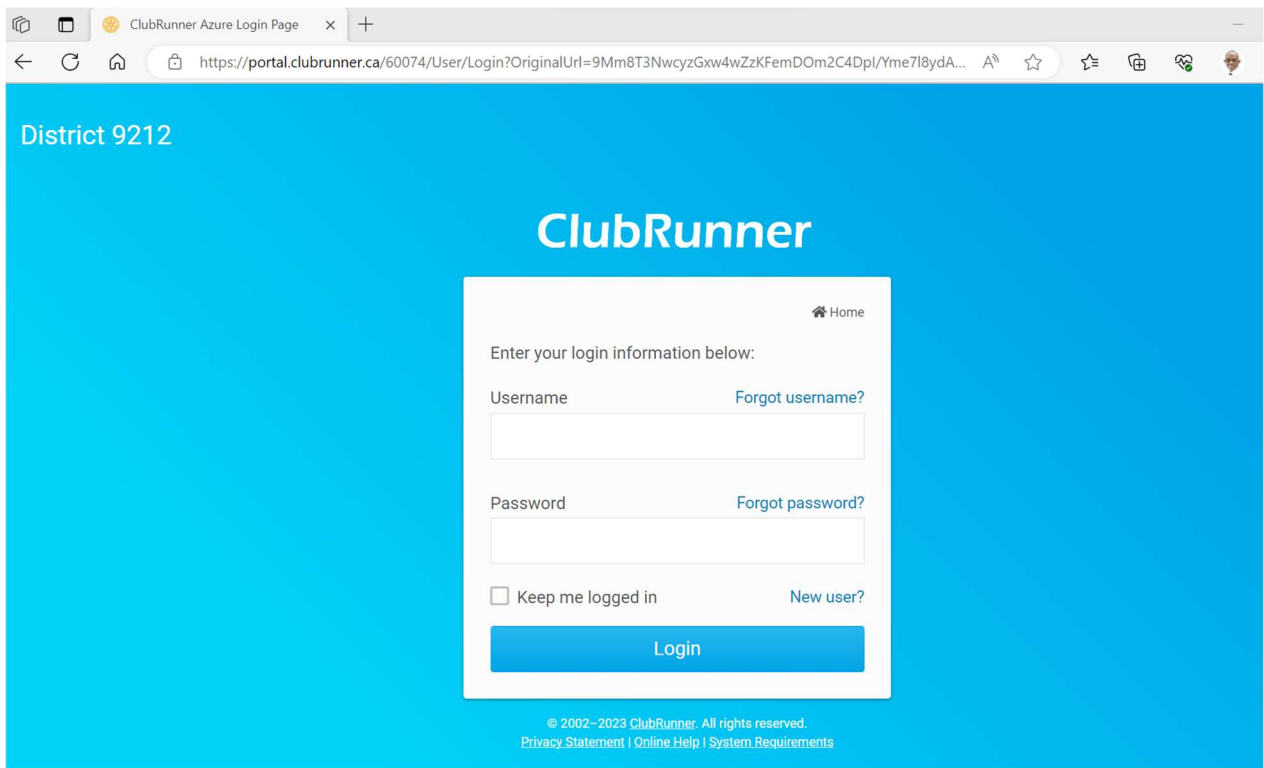 ClubRunner Azure Login Page
https://portal.clubrunner.ca/60074/User/Login?OriginalUrl=9Mm8T3NwcyzGxw4wZzKFemDOm2C4DpI/Yme7l8ydA...
District 9212
ClubRunner
Home
Enter your login information below:
Username Forgot username?
Password Forgot password?
Keep me logged in New user?
Login
© 2002–2023 ClubRunner. All rights reserved.
Privacy Statement | Online Help | System Requirements